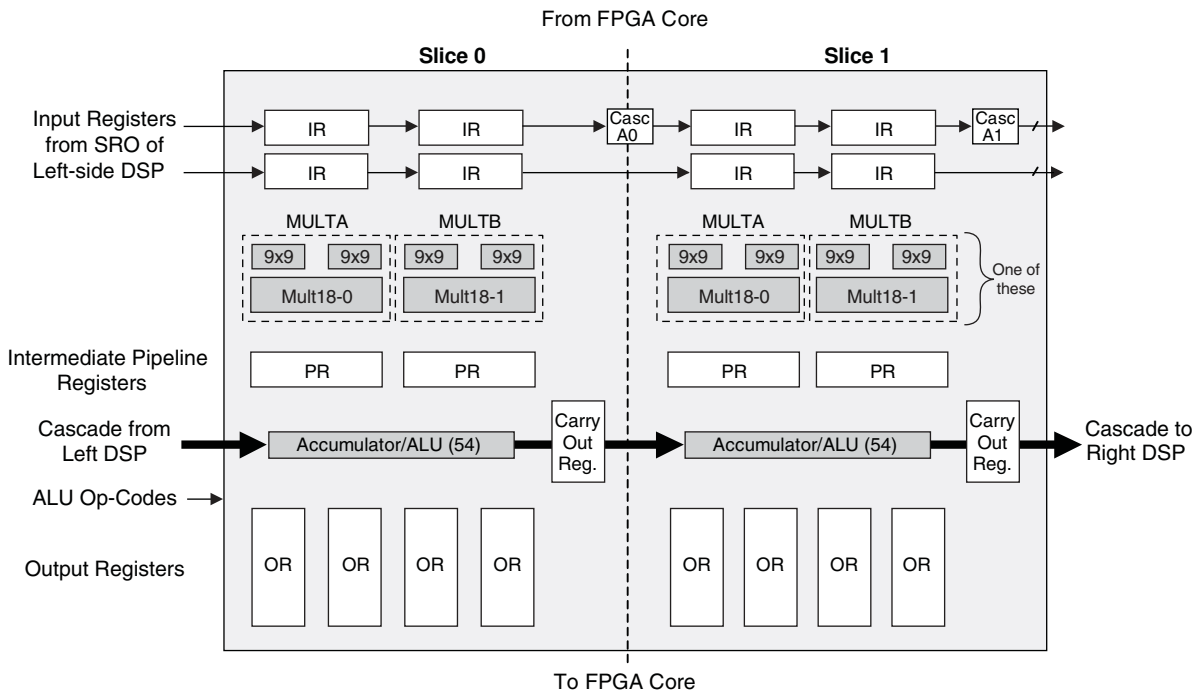 From FPGA Core
Slice 0
Slice 1
Input Registers
from SRO of
Left-side DSP
IR
IR
Casc
A0
IR
IR
Casc
A1
IR
IR
IR
IR
MULTA
MULTB
MULTA
MULTB
9x9
9x9
9x9
9x9
9x9
9x9
9x9
9x9
Mult18-0
Mult18-1
Mult18-0
Mult18-1
One of
these
Intermediate Pipeline
Registers
PR
PR
PR
PR
Cascade from
Left DSP
Accumulator/ALU (54)
Carry
Out
Reg.
Accumulator/ALU (54)
Carry
Out
Reg.
Cascade to
Right DSP
ALU Op-Codes
Output Registers
OR
OR
OR
OR
OR
OR
OR
OR
To FPGA Core